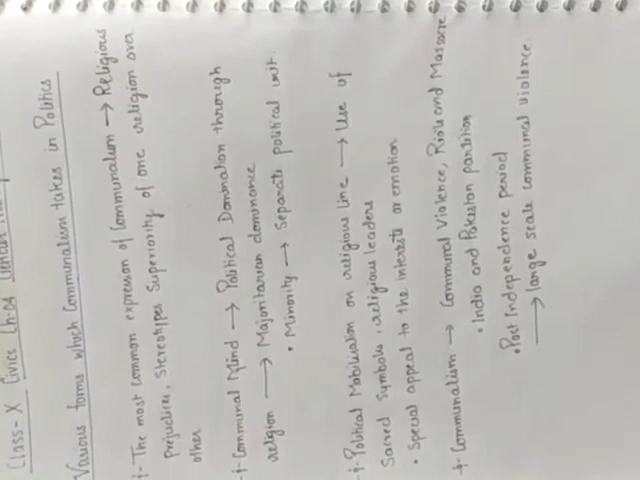 Class- X Civics Ch-04
Various forms which Communalism takes in Politics
+- The most common expression of Communalism → Religious
Prejudices, Stereotypes Superiority of one religion over
other
-+- Communal Mind → Political Domination through
religion → Majoritarian dominance
• Minority → Separate political unit.
-+- Political Mobilisation on religious line → Use of
Sacred Symbols, religious leaders
• Special appeal to the interests or emotion
-+- Communalism → Communal Violence, Riots and Massacre
• India and Pakistan partition
• Post Independence period
→ large scale communal violence.